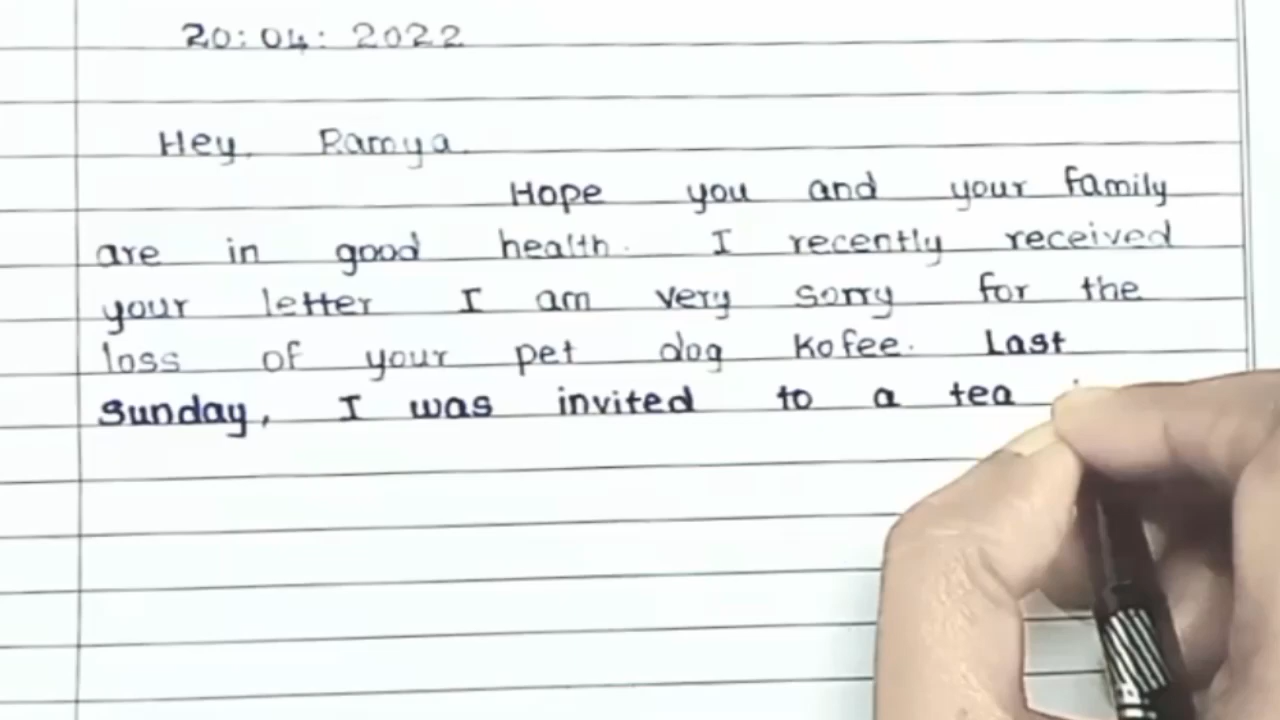 20:04: 2022
Hey, Ramya.
Hope you and your family
are in good health. I recently received
your letter I am very sorry for the
loss of your pet dog kofee. Last
Sunday, I was invited to a tea